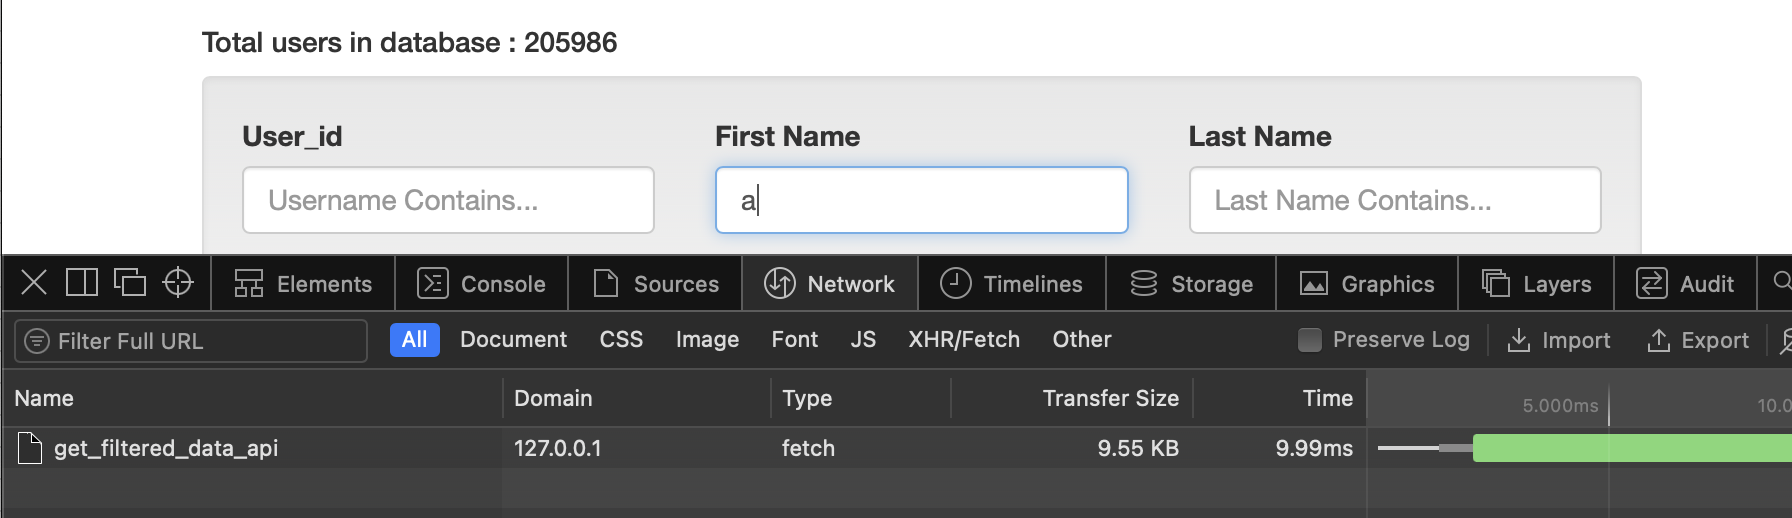 Total users in database : 205986
User_id First Name Last Name
Username Contains... a Last Name Contains...
Elements Console Sources Network Timelines Storage Graphics Layers Audit
Filter Full URL All Document CSS Image Font JS XHR/Fetch Other Preserve Log Import Export
Name Domain Type Transfer Size Time 5.000ms 10.0
get_filtered_data_api 127.0.0.1 fetch 9.55 KB 9.99ms